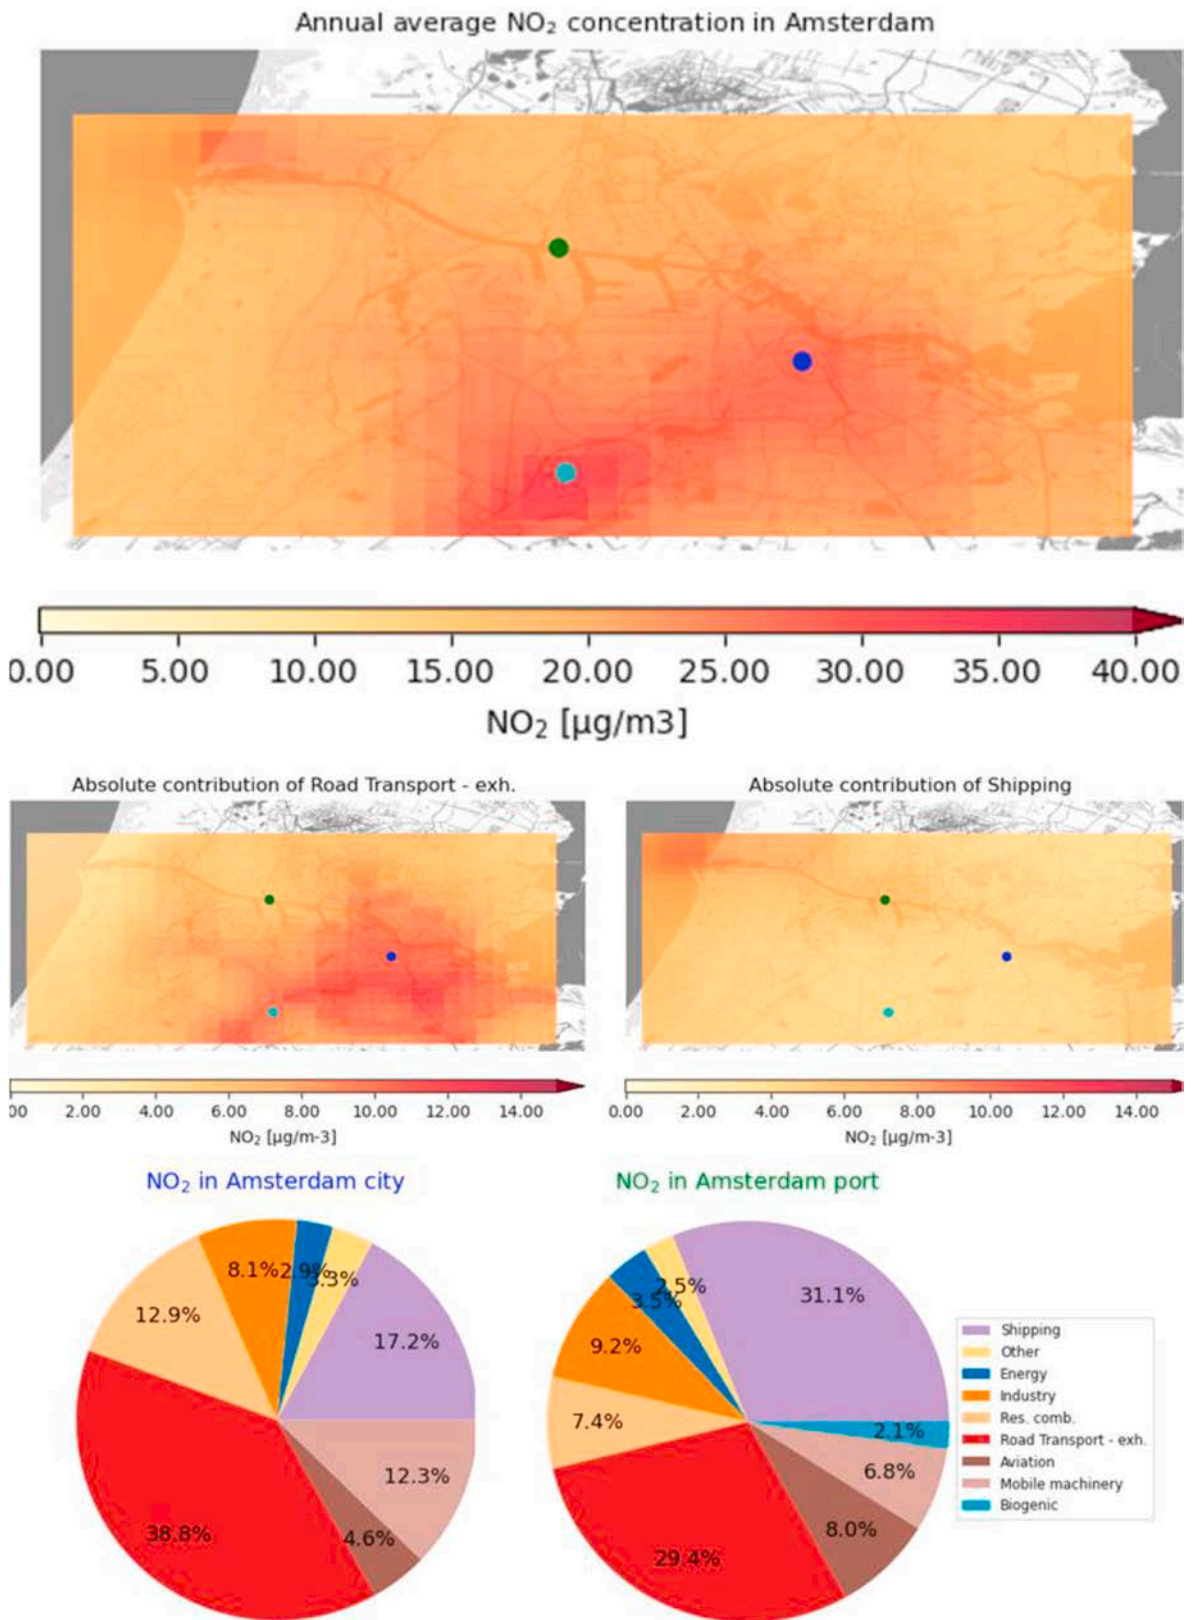 Annual average NO₂ concentration in Amsterdam
0.00 5.00 10.00 15.00 20.00 25.00 30.00 35.00 40.00
NO₂ [µg/m3]
Absolute contribution of Road Transport - exh.
Absolute contribution of Shipping
00 2.00 4.00 6.00 8.00 10.00 12.00 14.00
0.00 2.00 4.00 6.00 8.00 10.00 12.00 14.00
NO₂ [µg/m-3]
NO₂ [µg/m-3]
NO₂ in Amsterdam city
8.1% 2.9% 3.3%
12.9%
17.2%
12.3%
38.8%
4.6%
NO₂ in Amsterdam port
2.5%
3.5%
31.1%
9.2%
7.4%
2.1%
6.8%
8.0%
29.4%
Shipping
Other
Energy
Industry
Res. comb.
Road Transport - exh.
Aviation
Mobile machinery
Biogenic